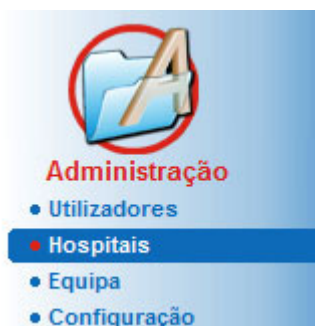 Administração
Utilizadores
Hospitais
Equipa
Configuração